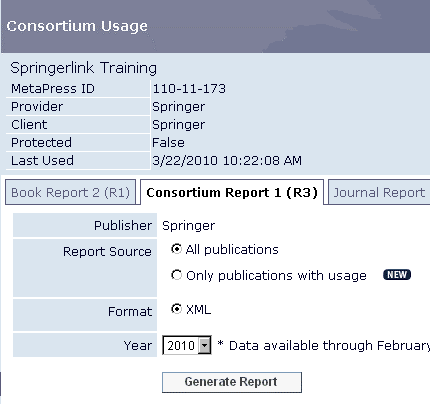 Consortium Usage
Springerlink Training
MetaPress ID 110-11-173
Provider Springer
Client Springer
Protected False
Last Used 3/22/2010 10:22:08 AM
Book Report 2 (R1) Consortium Report 1 (R3) Journal Report
Publisher Springer
Report Source All publications
Only publications with usage NEW
Format XML
Year 2010 * Data available through February
Generate Report